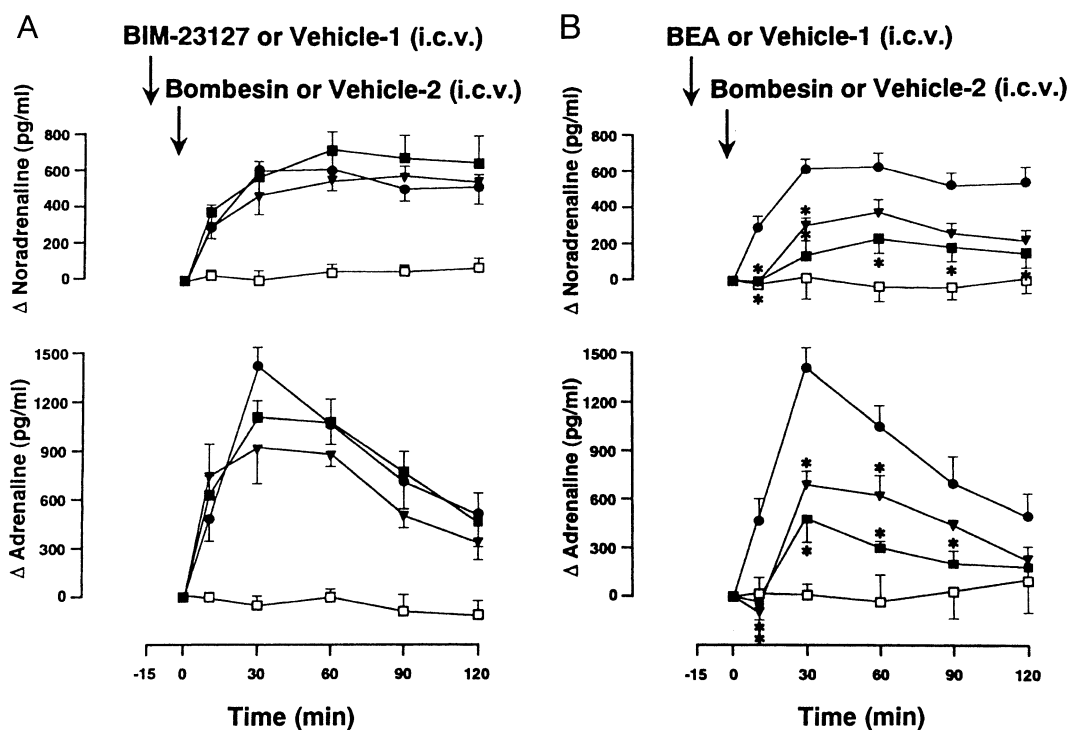 A
BIM-23127 or Vehicle-1 (i.c.v.)
Bombesin or Vehicle-2 (i.c.v.)
Δ Noradrenaline (pg/ml)
800
600
400
200
0
Δ Adrenaline (pg/ml)
1500
1200
900
600
300
0
-15 0 30 60 90 120
Time (min)
B
BEA or Vehicle-1 (i.c.v.)
Bombesin or Vehicle-2 (i.c.v.)
Δ Noradrenaline (pg/ml)
800
600
400
200
0
* * * * * * *
Δ Adrenaline (pg/ml)
1500
1200
900
600
300
0
* * * * * * *
-15 0 30 60 90 120
Time (min)